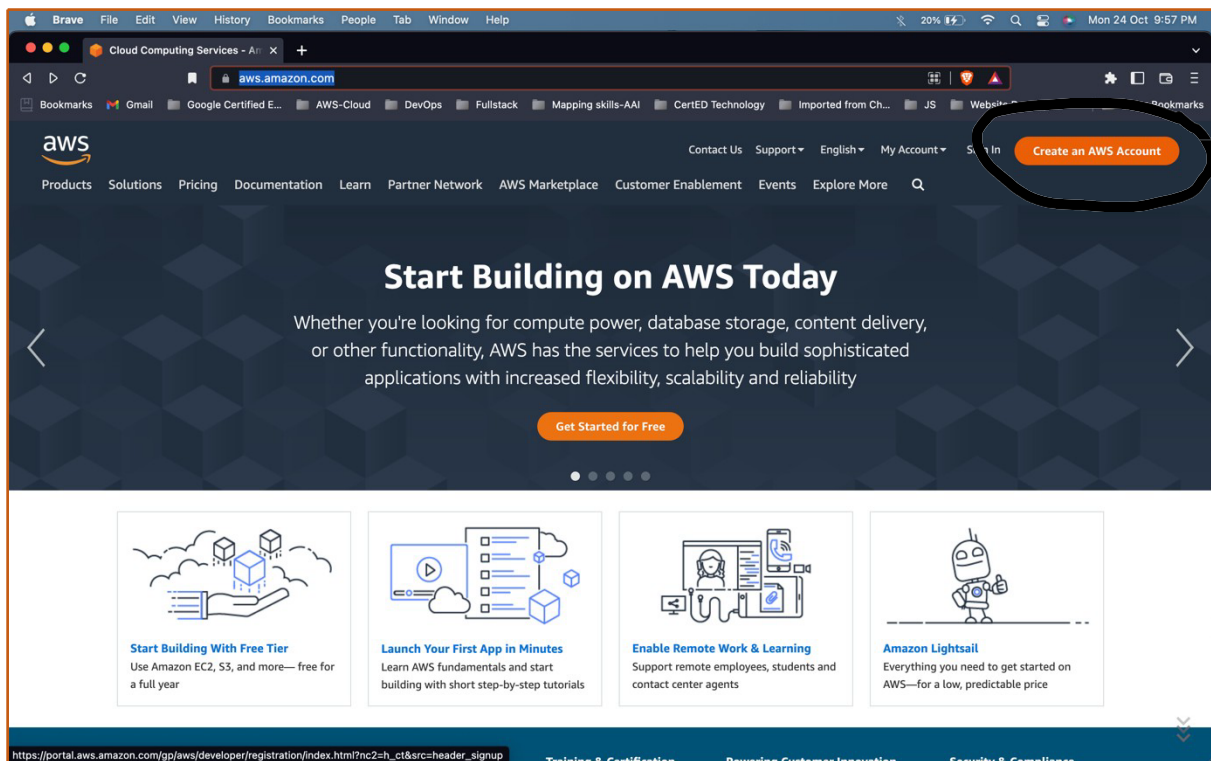 Brave File Edit View History Bookmarks People Tab Window Help 20% Mon 24 Oct 9:57 PM
Cloud Computing Services - Am
aws.amazon.com
Bookmarks Gmail Google Certified E... AWS-Cloud DevOps Fullstack Mapping skills-AAI CertED Technology Imported from Ch... JS Bookmarks
aws
Contact Us Support English My Account In Create an AWS Account
Products Solutions Pricing Documentation Learn Partner Network AWS Marketplace Customer Enablement Events Explore More
Start Building on AWS Today
Whether you're looking for compute power, database storage, content delivery,
or other functionality, AWS has the services to help you build sophisticated
applications with increased flexibility, scalability and reliability
Get Started for Free
Start Building With Free Tier
Use Amazon EC2, S3, and more— free for
a full year
Launch Your First App in Minutes
Learn AWS fundamentals and start
building with short step-by-step tutorials
Enable Remote Work & Learning
Support remote employees, students and
contact center agents
Amazon Lightsail
Everything you need to get started on
AWS—for a low, predictable price
https://portal.aws.amazon.com/gp/aws/developer/registration/index.html?nc2=h_ct&src=header_signup
Training & Certification Powering Customer Innovation Security & Compliance